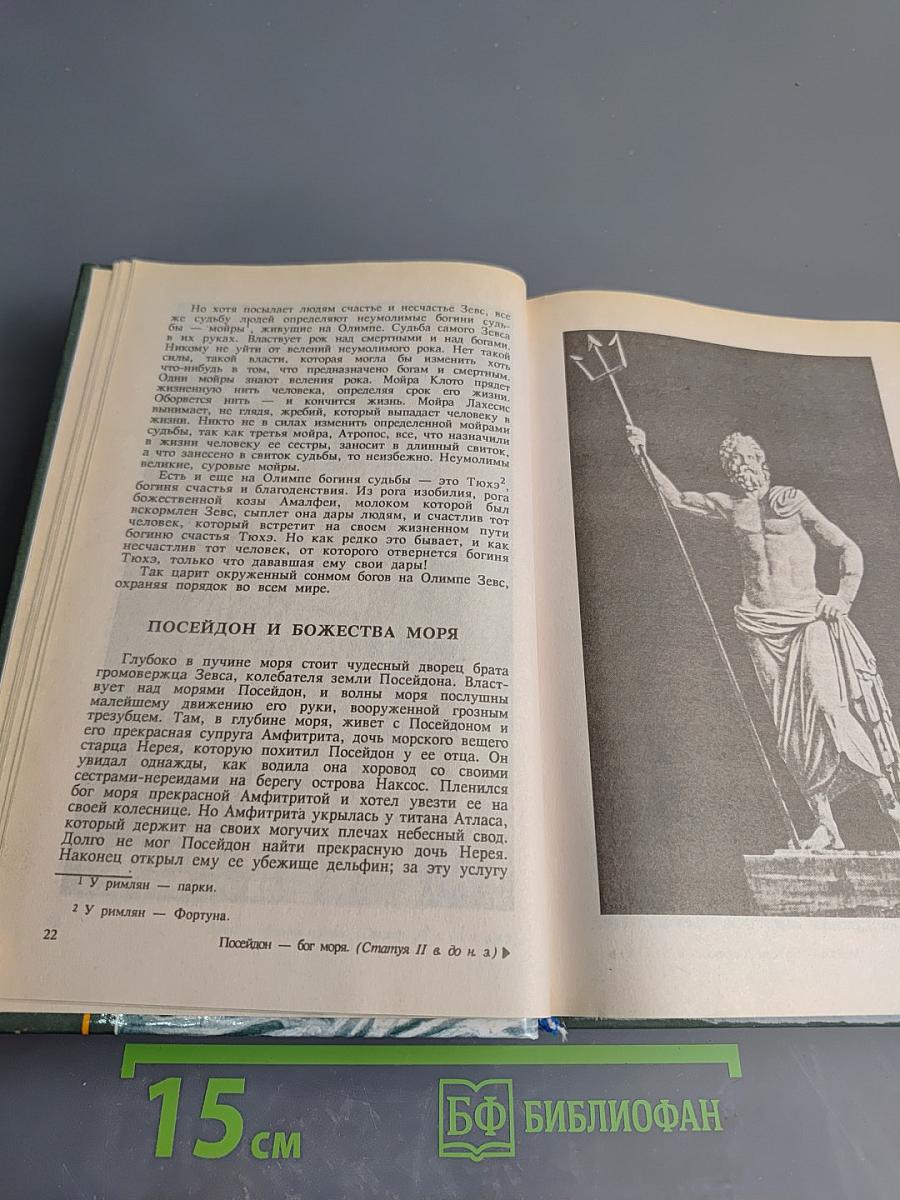 Но хотя посылает людям счастье и несчастье Зевс, все
же судьбу людей определяют неумолимые богини судь-
бы — мойры¹, живущие на Олимпе. Судьба самого Зевса
в их руках. Властвует рок над смертными и над богами.
Никому не уйти от велений неумолимого рока. Нет такой
силы, такой власти, которая могла бы изменить хоть
что-нибудь в том, что предназначено богам и смертным.
Одни мойры знают веления рока. Мойра Клото прядет
жизненную нить человека, определяя срок его жизни.
Оборвется нить — и кончится жизнь. Мойра Лахесис
вынимает, не глядя, жребий, который выпадает человеку в
жизни. Никто не в силах изменить определенной мойрами
судьбы, так как третья мойра, Атропос, все, что назначили
в жизни человеку ее сестры, заносит в длинный свиток,
а что занесено в свиток судьбы, то неизбежно. Неумолимы
великие, суровые мойры.
Есть и еще на Олимпе богиня судьбы — это Тюхэ²,
богиня счастья и благоденствия. Из рога изобилия, рога
божественной козы Амалфеи, молоком которой был
вскормлен Зевс, сыплет она дары людям, и счастлив тот
человек, который встретит на своем жизненном пути
богиню счастья Тюхэ. Но как редко это бывает, и как
несчастлив тот человек, от которого отвернется богиня
Тюхэ, только что дававшая ему свои дары!
Так царит окруженный сонмом богов на Олимпе Зевс,
охраняя порядок во всем мире.
ПОСЕЙДОН И БОЖЕСТВА МОРЯ
Глубоко в пучине моря стоит чудесный дворец брата
громовержца Зевса, колебателя земли Посейдона. Власт-
вует над морями Посейдон, и волны моря послушны
малейшему движению его руки, вооруженной грозным
трезубцем. Там, в глубине моря, живет с Посейдоном и
его прекрасная супруга Амфитрита, дочь морского вещего
старца Нерея, которую похитил Посейдон у ее отца. Он
увидал однажды, как водила она хоровод со своими
сестрами-нереидами на берегу острова Наксос. Пленился
бог моря прекрасной Амфитритой и хотел увезти ее на
своей колеснице. Но Амфитрита укрылась у титана Атласа,
который держит на своих могучих плечах небесный свод.
Долго не мог Посейдон найти прекрасную дочь Нерея.
Наконец открыл ему ее убежище дельфин; за эту услугу
¹ У римлян — парки.
² У римлян — Фортуна.
22
Посейдон — бог моря. (Статуя II в. до н. э.) ▶
15 см
БФ БИБЛИОФАН